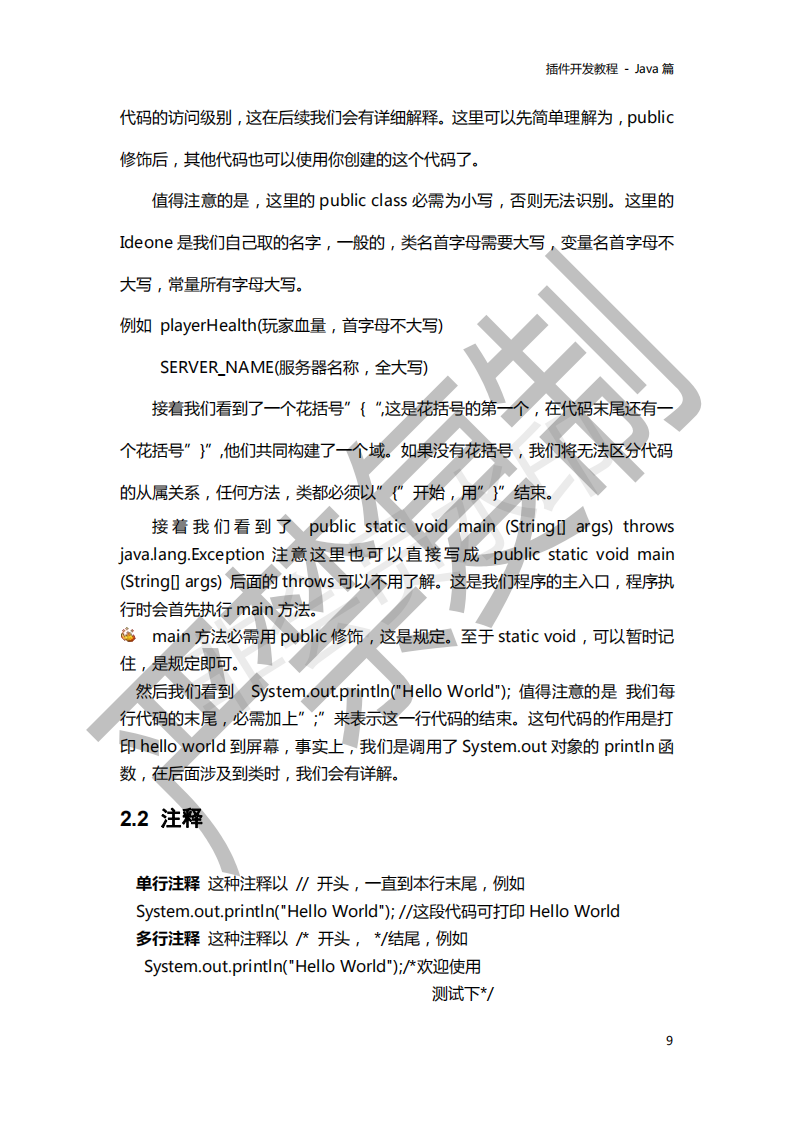 插件开发教程 - Java 篇
代码的访问级别，这在后续我们会有详细解释。这里可以先简单理解为，public
修饰后，其他代码也可以使用你创建的这个代码了。
值得注意的是，这里的 public class 必需为小写，否则无法识别。这里的
Ideone 是我们自己取的名字，一般的，类名首字母需要大写，变量名首字母不
大写，常量所有字母大写。
例如 playerHealth(玩家血量，首字母不大写)
SERVER_NAME(服务器名称，全大写)
接着我们看到了一个花括号”{“,这是花括号的第一个，在代码末尾还有一
个花括号”}”,他们共同构建了一个域。如果没有花括号，我们将无法区分代码
的从属关系，任何方法，类都必须以”{”开始，用”}”结束。
接着我们看到了 public static void main (String[] args) throws
java.lang.Exception 注意这里也可以直接写成 public static void main
(String[] args) 后面的 throws 可以不用了解。这是我们程序的主入口，程序执
行时会首先执行 main 方法。
main 方法必需用 public 修饰，这是规定。至于 static void，可以暂时记
住，是规定即可。
然后我们看到 System.out.println("Hello World"); 值得注意的是 我们每
行代码的末尾，必需加上”;”来表示这一行代码的结束。这句代码的作用是打
印 hello world 到屏幕，事实上，我们是调用了 System.out 对象的 println 函
数，在后面涉及到类时，我们会有详解。
2.2 注释
单行注释 这种注释以 // 开头，一直到本行末尾，例如
System.out.println("Hello World"); //这段代码可打印 Hello World
多行注释 这种注释以 /* 开头， */结尾，例如
System.out.println("Hello World");/*欢迎使用
测试下*/
9
严禁复制